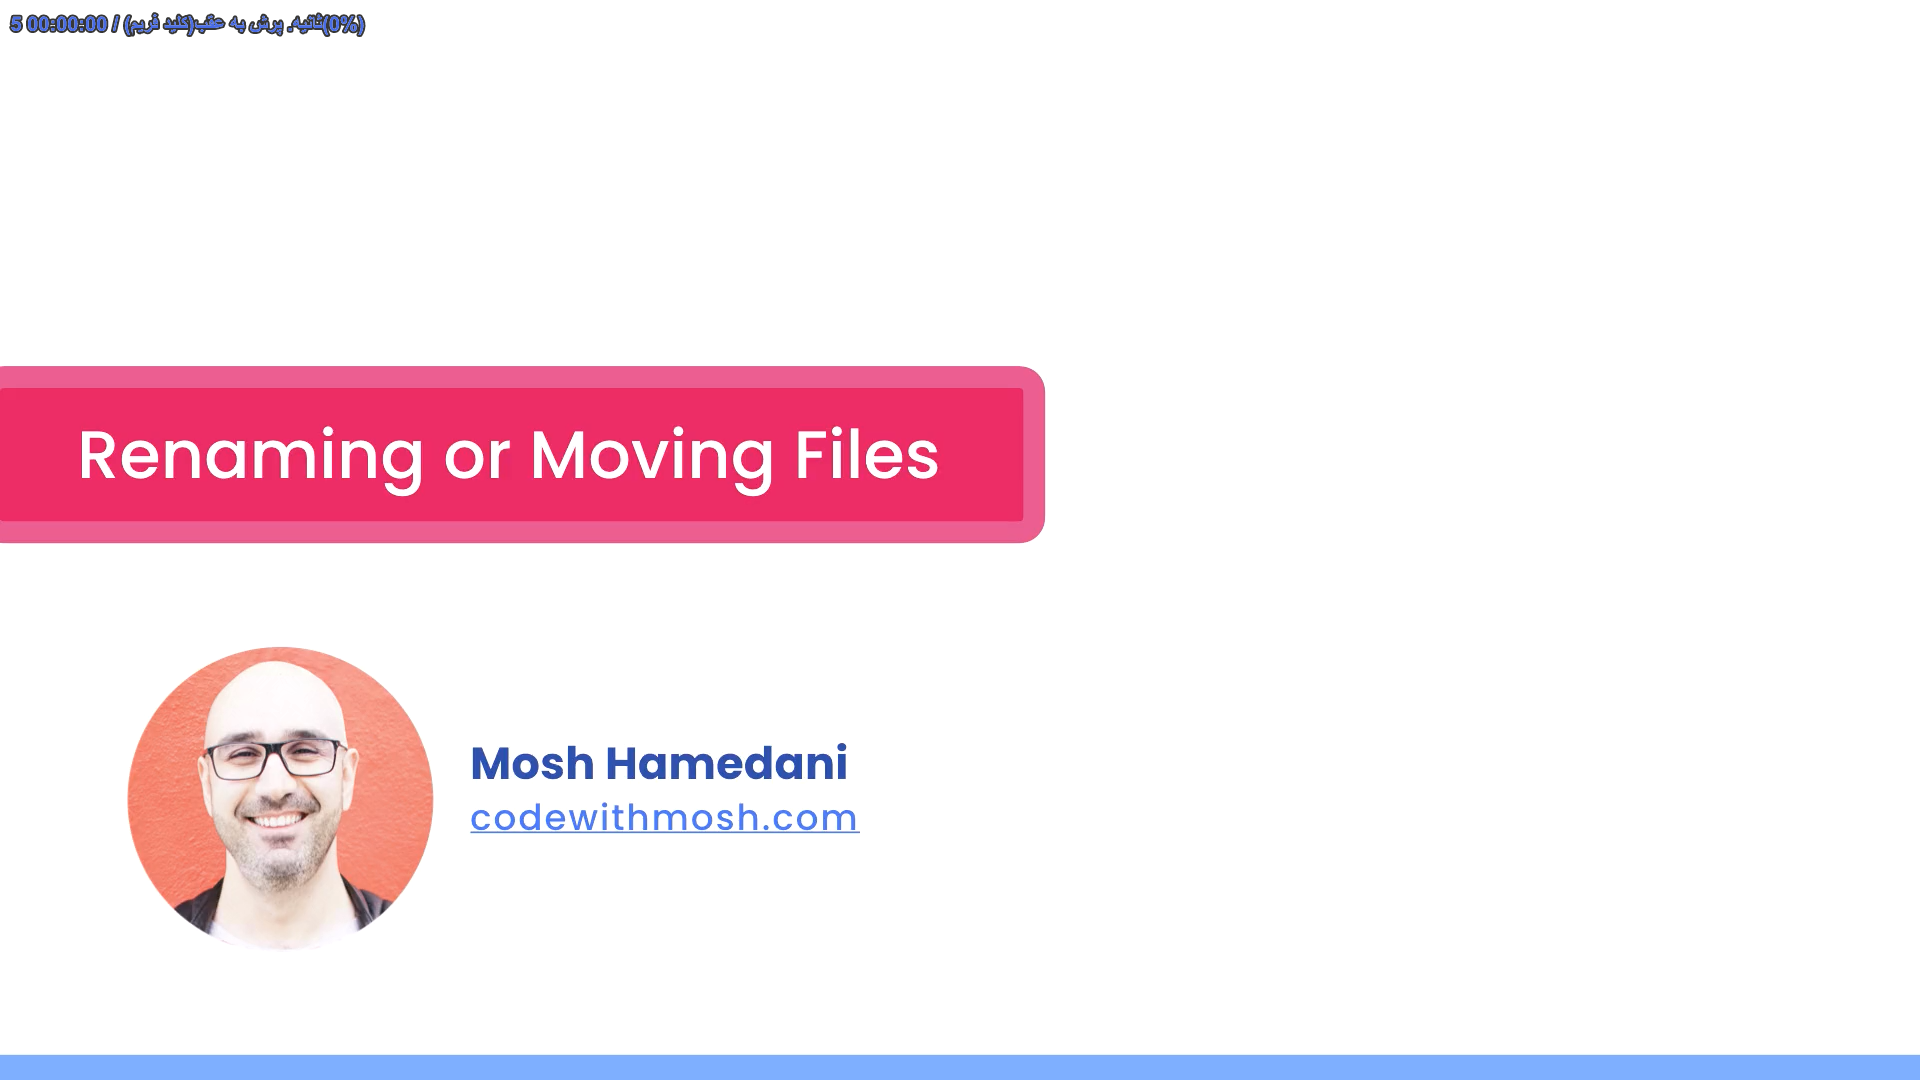 5 00:00:00 / (کلید فریم)ثانیه. پرش به عقب(0%)
Renaming or Moving Files
Mosh Hamedani
codewithmosh.com